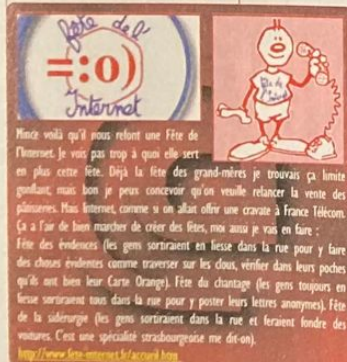 fête de l'
=:o)
Internet
Fête de
l'Internet
Mince voilà qu'il nous refont une Fête de
l'Internet. Je vois pas trop à quoi elle sert
en plus cette fête. Déjà la fête des grand-mères je trouvais ça limite
gonflant, mais bon je peux concevoir qu'on veuille relancer la vente des
pâtisseries. Mais Internet, comme si on allait offrir une cravate à France Télécom.
Ça a l'air de bien marcher de créer des fêtes, moi aussi je vais en faire :
Fête des évidences (les gens sortiraient en liesse dans la rue pour y faire
des choses évidentes comme traverser sur les clous, vérifier dans leurs poches
qu'ils ont bien leur Carte Orange). Fête du chantage (les gens toujours en
liesse sortiraient tous dans la rue pour y poster leurs lettres anonymes). Fête
de la sidérurgie (les gens sortiraient dans la rue et feraient fondre des
voitures. C'est une spécialité strasbourgeoise me dit-on).
http://www.fete-internet.fr/accueil.htm